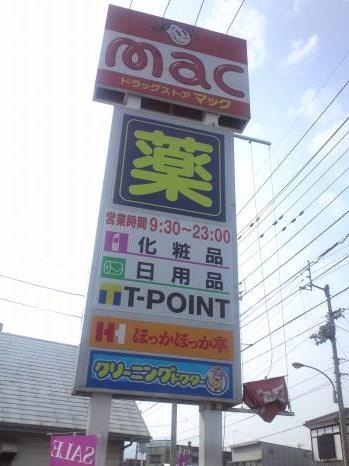 mac
ドラッグストアマック
薬
営業時間 9:30～23:00
化粧品
日用品
T-POINT
ほっかほっか亭
クリーニングドクター
SALE